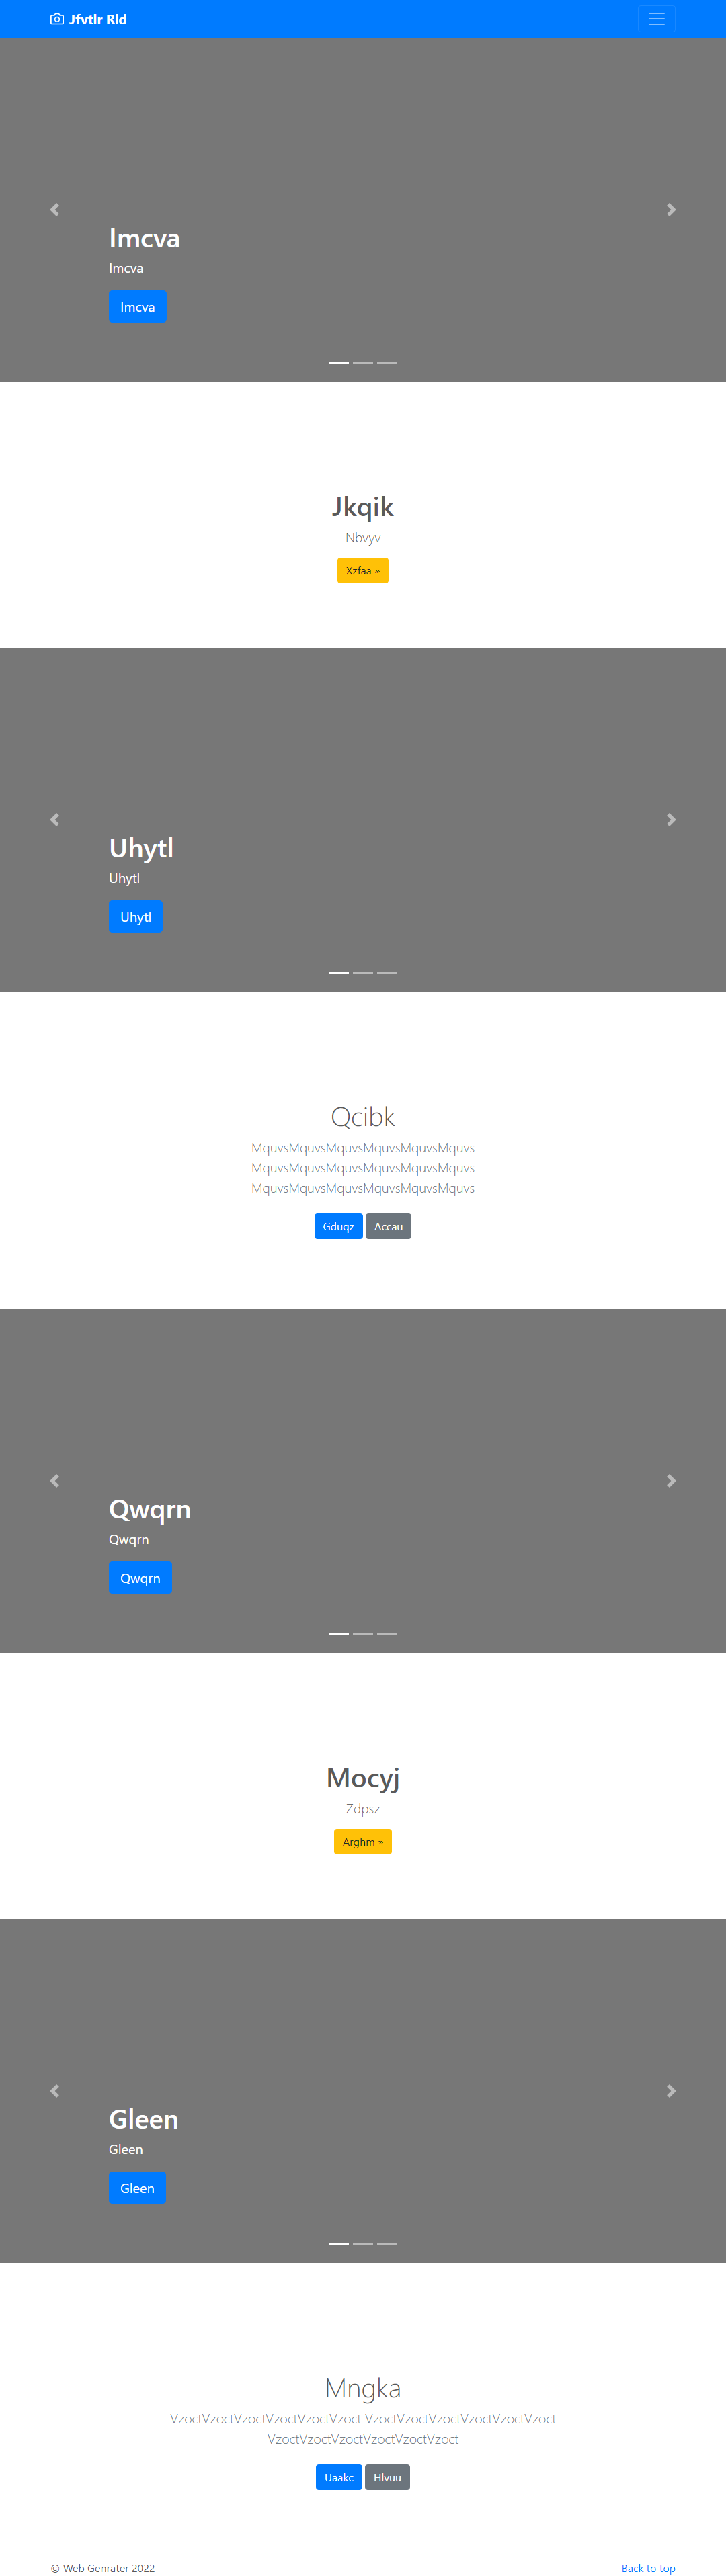 Jfvtlr Rld
Imcva
Imcva
Imcva
Jkqik
Nbvyv
Xzfaa »
Uhytl
Uhytl
Uhytl
Qcibk
MquvsMquvsMquvsMquvsMquvsMquvs
MquvsMquvsMquvsMquvsMquvsMquvs
MquvsMquvsMquvsMquvsMquvsMquvs
Gduqz Accau
Qwqrn
Qwqrn
Qwqrn
Mocyj
Zdpsz
Arghm »
Gleen
Gleen
Gleen
Mngka
VzoctVzoctVzoctVzoctVzoctVzoct VzoctVzoctVzoctVzoctVzoctVzoct
VzoctVzoctVzoctVzoctVzoctVzoct
Uaakc Hlvuu
© Web Genrater 2022 Back to top